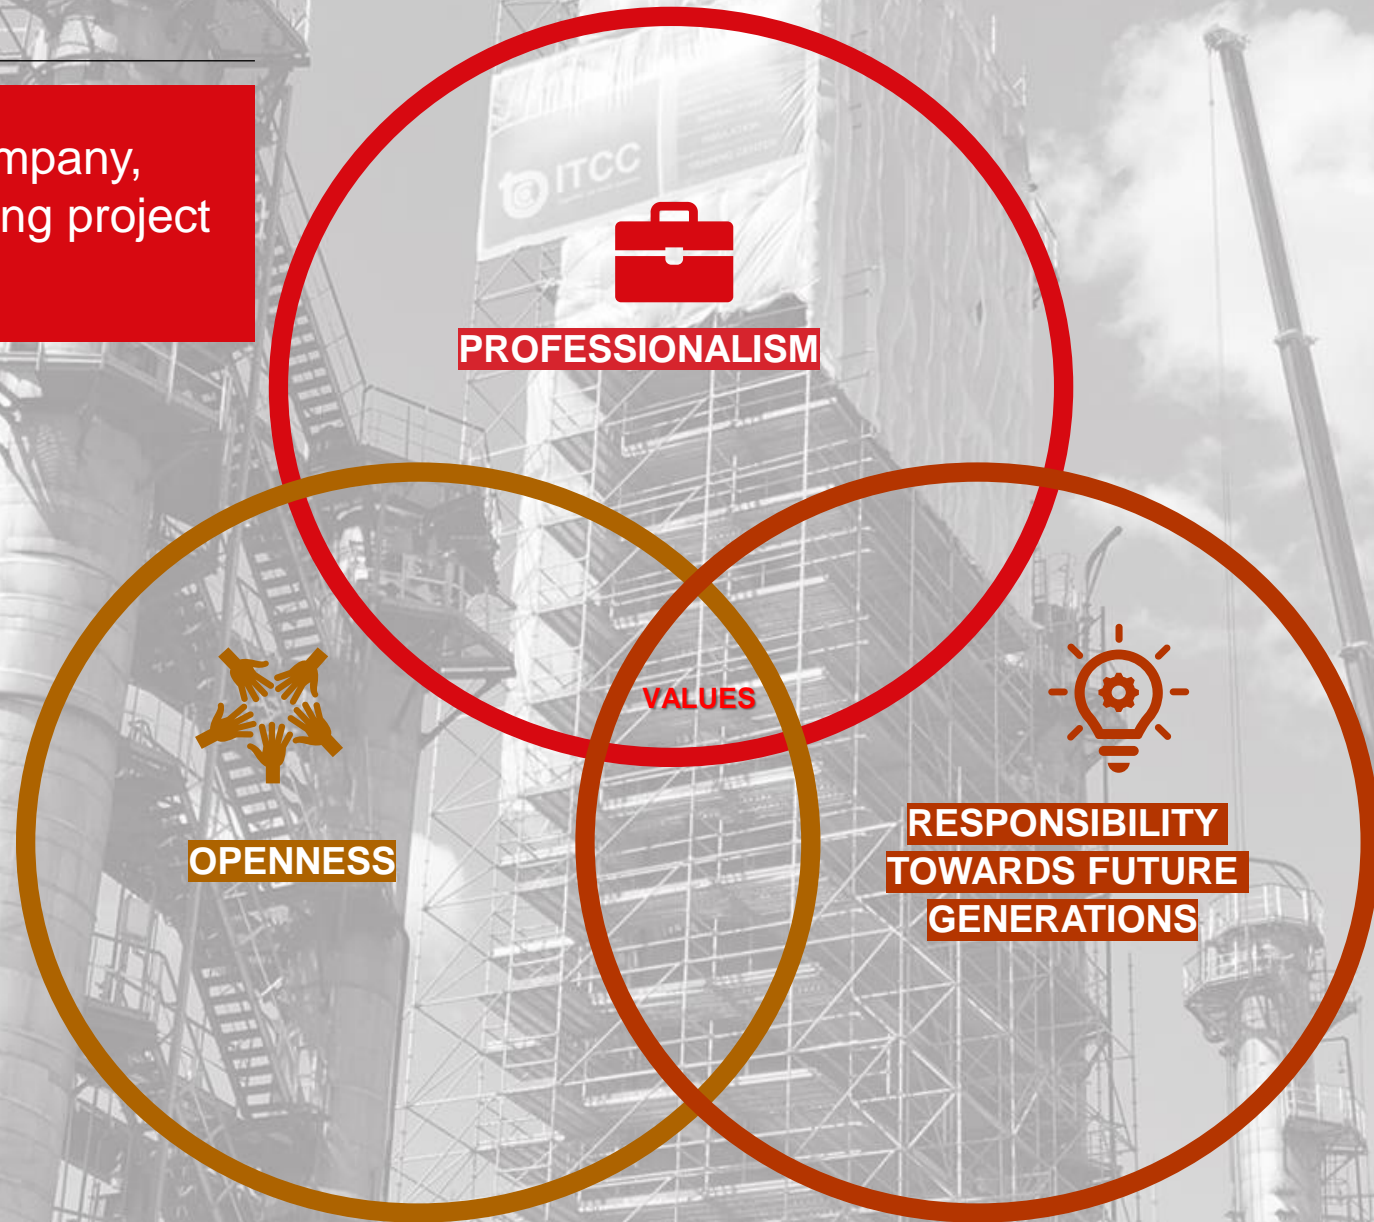 mpany,
ng project
ITCC
PROFESSIONALISM
VALUES
OPENNESS
RESPONSIBILITY
TOWARDS FUTURE
GENERATIONS